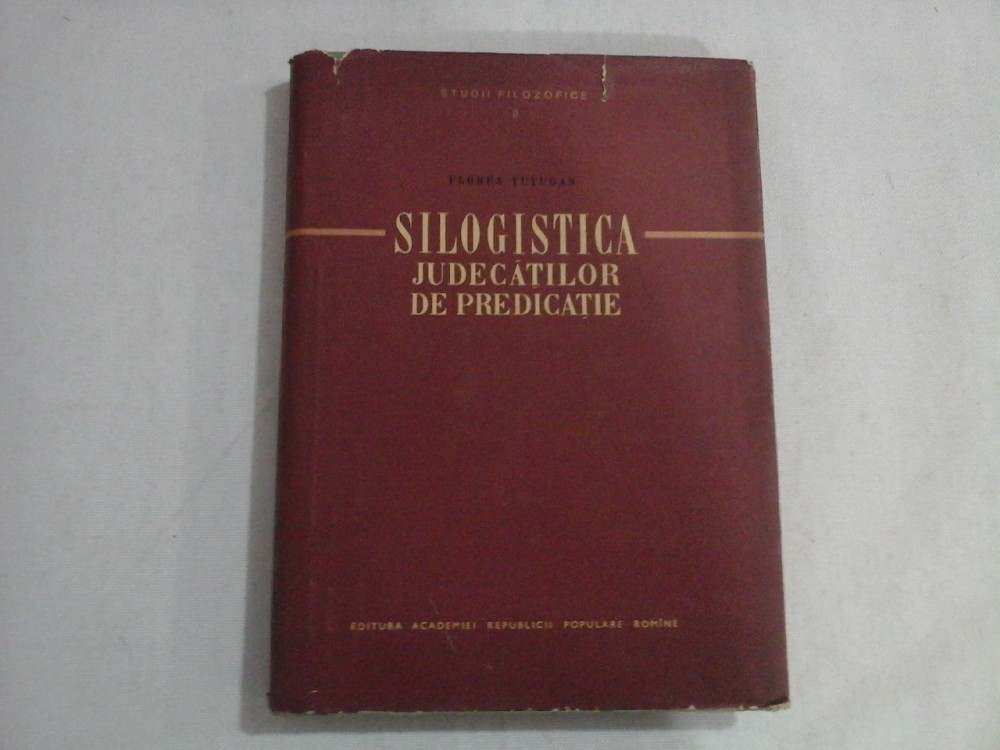 STUDII FILOZOFICE
FLOREA ȚUȚUGAN
SILOGISTICA
JUDECĂȚILOR
DE PREDICAȚIE
EDITURA ACADEMIEI REPUBLICII POPULARE ROMÎNE